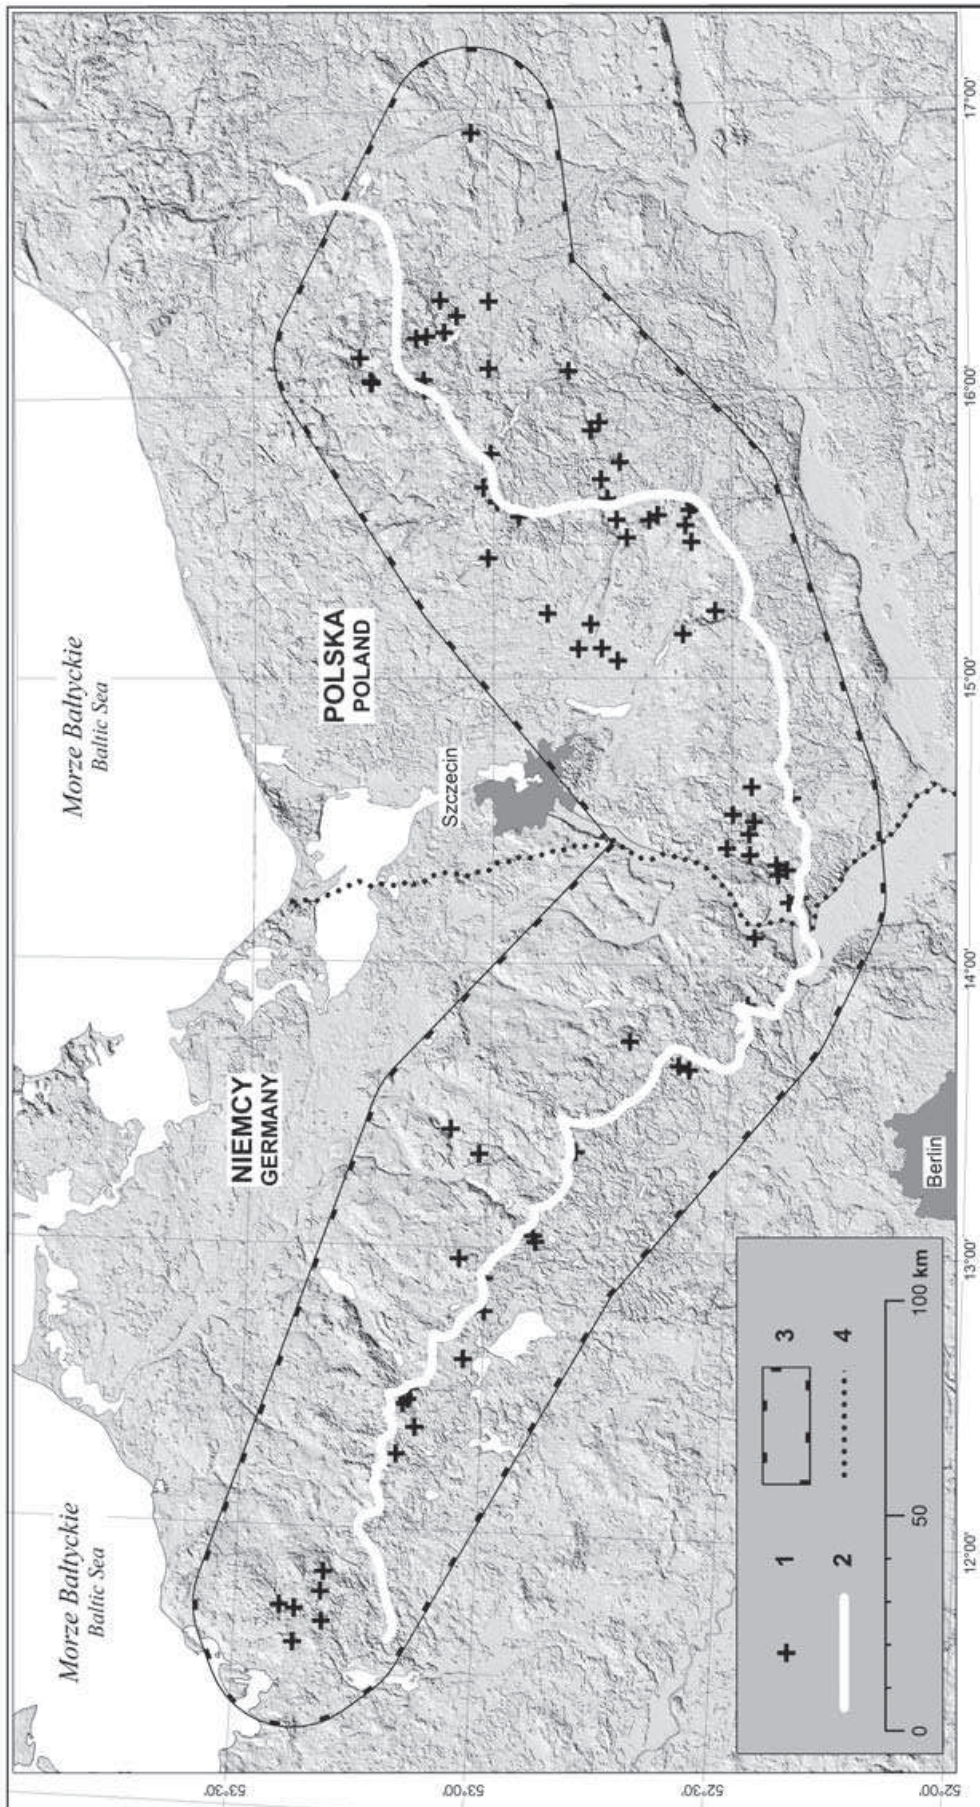 Morze Bałtyckie
Baltic Sea
Morze Bałtyckie
Baltic Sea
NIEMCY
GERMANY
POLSKA
POLAND
Szczecin
Berlin
1
3
2
4
0
50
100 km
53°30'
53°00'
52°30'
52°00'
12°00'
13°00'
14°00'
15°00'
16°00'
17°00'